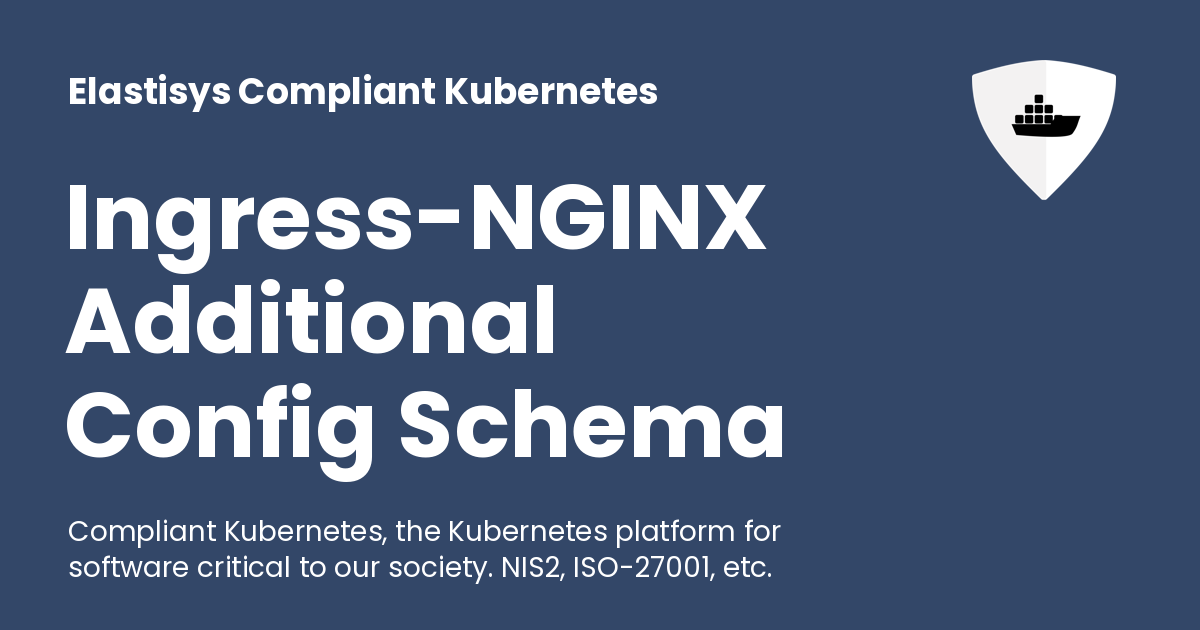 Elastisys Compliant Kubernetes
Ingress-NGINX
Additional
Config Schema
Compliant Kubernetes, the Kubernetes platform for
software critical to our society. NIS2, ISO-27001, etc.